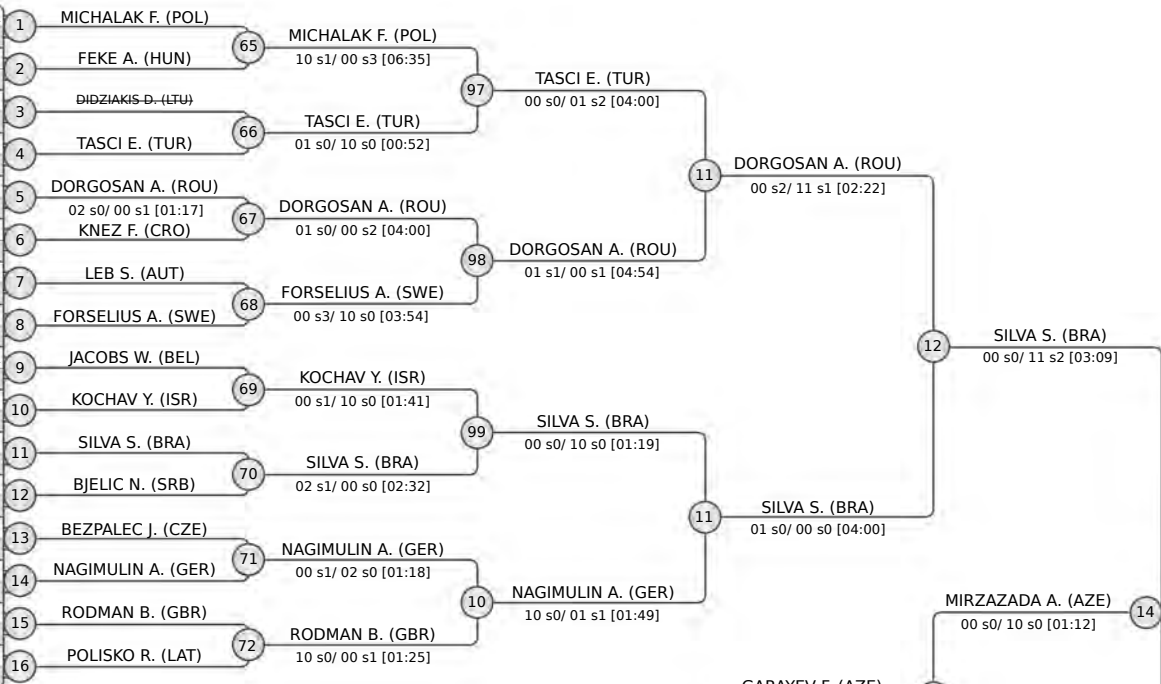 1 MICHALAK F. (POL)
2 FEKE A. (HUN)
3 DIDZIAKIS D. (LTU)
4 TASCI E. (TUR)
5 DORGOSAN A. (ROU)
02 s0/ 00 s1 [01:17]
6 KNEZ F. (CRO)
7 LEB S. (AUT)
8 FORSELIUS A. (SWE)
9 JACOBS W. (BEL)
10 KOCHAV Y. (ISR)
11 SILVA S. (BRA)
12 BJELIC N. (SRB)
13 BEZPALEC J. (CZE)
14 NAGIMULIN A. (GER)
15 RODMAN B. (GBR)
16 POLISKO R. (LAT)
65 MICHALAK F. (POL)
10 s1/ 00 s3 [06:35]
66 TASCI E. (TUR)
01 s0/ 10 s0 [00:52]
67 DORGOSAN A. (ROU)
01 s0/ 00 s2 [04:00]
68 FORSELIUS A. (SWE)
00 s3/ 10 s0 [03:54]
69 KOCHAV Y. (ISR)
00 s1/ 10 s0 [01:41]
70 SILVA S. (BRA)
02 s1/ 00 s0 [02:32]
71 NAGIMULIN A. (GER)
00 s1/ 02 s0 [01:18]
72 RODMAN B. (GBR)
10 s0/ 00 s1 [01:25]
97 TASCI E. (TUR)
00 s0/ 01 s2 [04:00]
98 DORGOSAN A. (ROU)
01 s1/ 00 s1 [04:54]
99 SILVA S. (BRA)
00 s0/ 10 s0 [01:19]
10 NAGIMULIN A. (GER)
10 s0/ 01 s1 [01:49]
11 DORGOSAN A. (ROU)
00 s2/ 11 s1 [02:22]
11 SILVA S. (BRA)
01 s0/ 00 s0 [04:00]
12 SILVA S. (BRA)
00 s0/ 11 s2 [03:09]
MIRZAZADA A. (AZE) 14
00 s0/ 10 s0 [01:12]